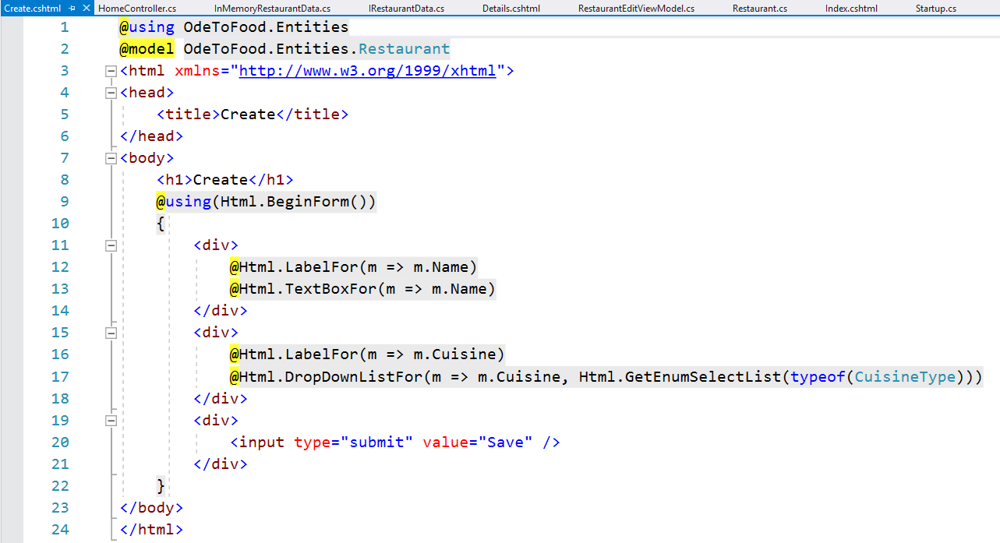 Create.cshtml HomeController.cs InMemoryRestaurantData.cs IRestaurantData.cs Details.cshtml RestaurantEditViewModel.cs Restaurant.cs Index.cshtml Startup.cs
1 @using OdeToFood.Entities
2 @model OdeToFood.Entities.Restaurant
3 <html xmlns="http://www.w3.org/1999/xhtml">
4 <head>
5 <title>Create</title>
6 </head>
7 <body>
8 <h1>Create</h1>
9 @using(Html.BeginForm())
10 {
11 <div>
12 @Html.LabelFor(m => m.Name)
13 @Html.TextBoxFor(m => m.Name)
14 </div>
15 <div>
16 @Html.LabelFor(m => m.Cuisine)
17 @Html.DropDownListFor(m => m.Cuisine, Html.GetEnumSelectList(typeof(CuisineType)))
18 </div>
19 <div>
20 <input type="submit" value="Save" />
21 </div>
22 }
23 </body>
24 </html>